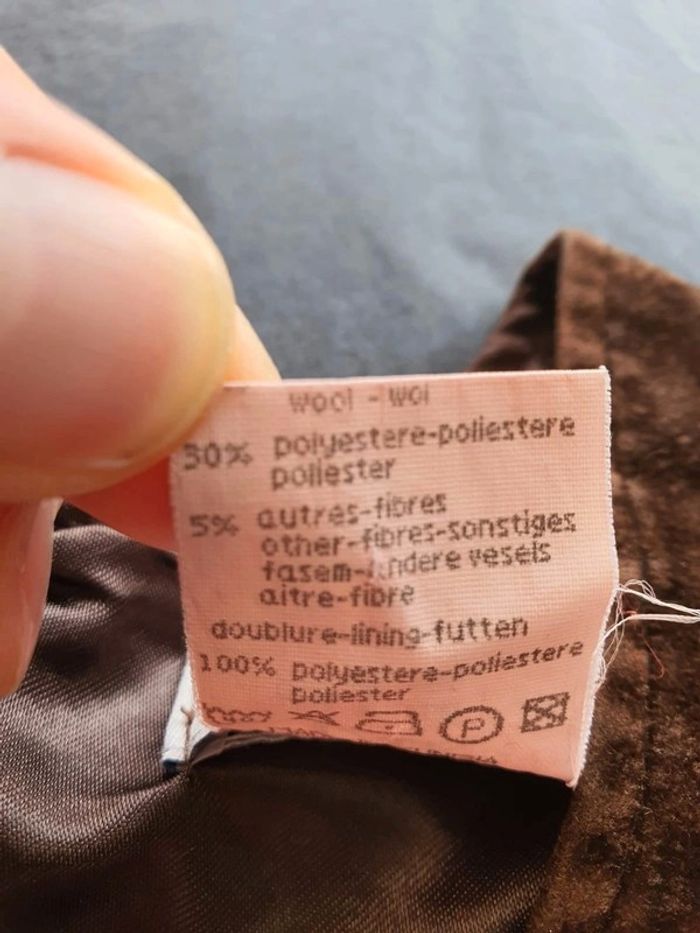 wool - wol
30% polyestere-poliestere
poliester
5% autres-fibres
other-fibres-sonstiges
fasem-andere vesels
altre-fibre
doublure-lining-futten
100% polyestere-poliestere
poliester
P